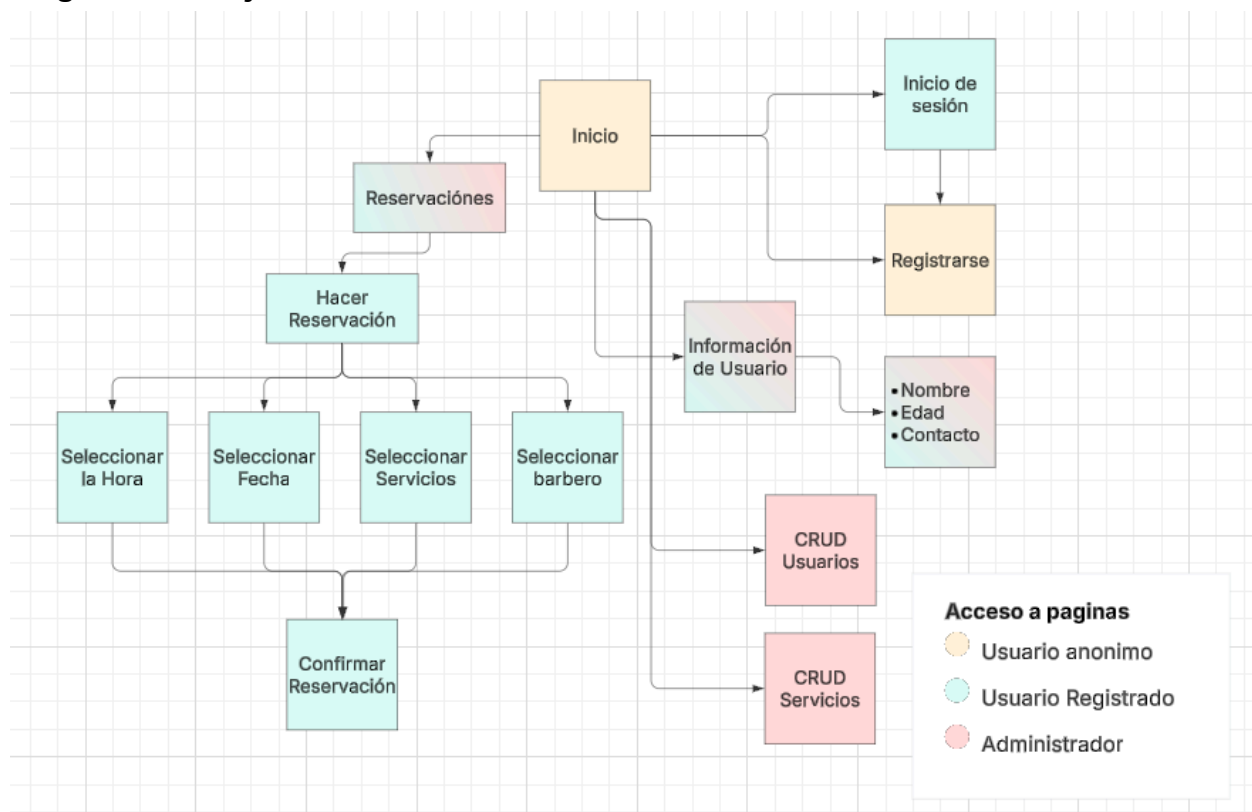 Inicio
Inicio de
sesión
Reservaciónes
Registrarse
Hacer
Reservación
Información
de Usuario
•Nombre
•Edad
•Contacto
Seleccionar
la Hora
Seleccionar
Fecha
Seleccionar
Servicios
Seleccionar
barbero
CRUD
Usuarios
Confirmar
Reservación
CRUD
Servicios
Acceso a paginas
Usuario anonimo
Usuario Registrado
Administrador